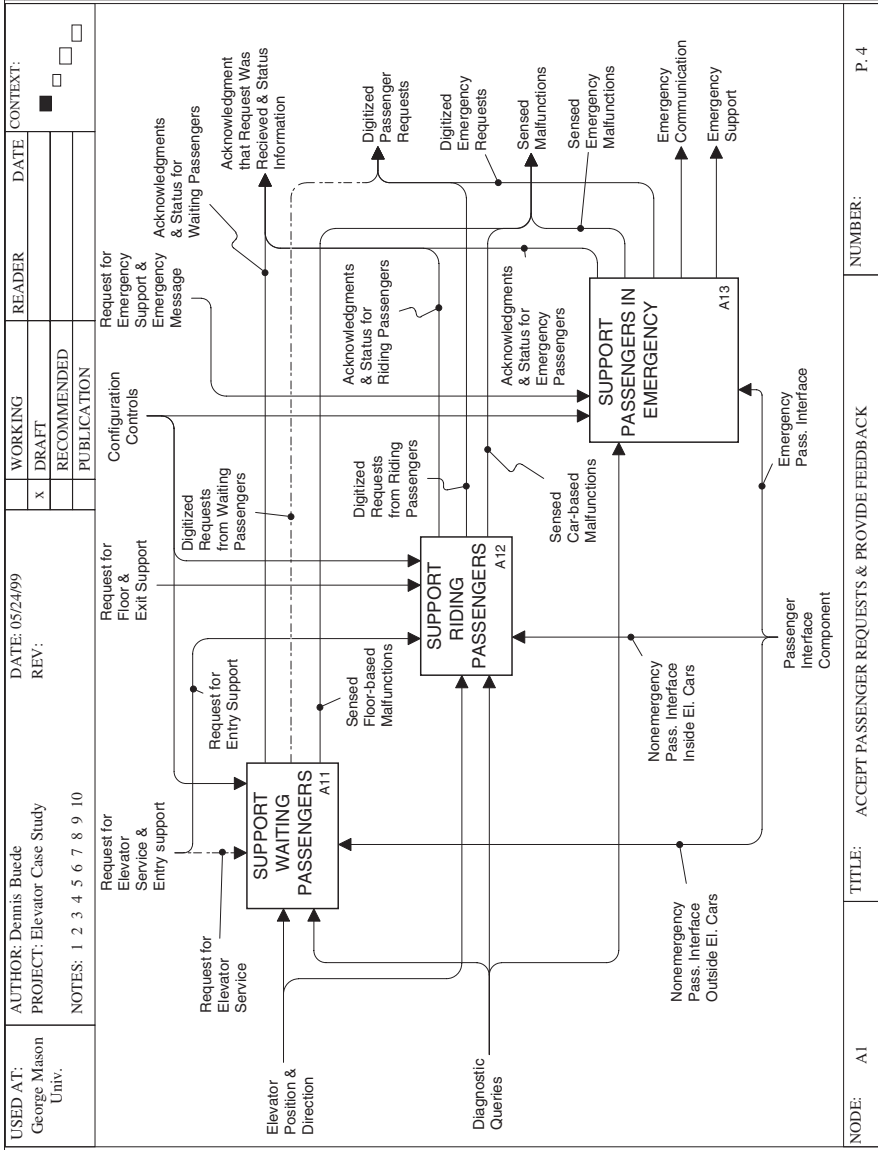 USED AT:
George Mason
Univ.
AUTHOR: Dennis Buede
PROJECT: Elevator Case Study
NOTES: 1 2 3 4 5 6 7 8 9 10
DATE: 05/24/99
REV:
WORKING
x DRAFT
RECOMMENDED
PUBLICATION
READER
DATE
CONTEXT:
Request for
Elevator
Service &
Entry support
Request for
Floor &
Exit Support
Configuration
Controls
Request for
Emergency
Support &
Emergency
Message
Acknowledgments
& Status for
Waiting Passengers
Acknowledgment
that Request Was
Recieved & Status
Information
Request for
Elevator
Service
Request for
Entry Support
Digitized
Requests
from Waiting
Passengers
SUPPORT
WAITING
PASSENGERS
A11
Sensed
Floor-based
Malfunctions
Acknowledgments
& Status for
Riding Passengers
Digitized
Passenger
Requests
Elevator
Position &
Direction
SUPPORT
RIDING
PASSENGERS
A12
Digitized
Requests
from Riding
Passengers
Digitized
Emergency
Requests
Sensed
Car-based
Malfunctions
Acknowledgments
& Status for
Emergency
Passengers
Sensed
Malfunctions
Sensed
Emergency
Malfunctions
Diagnostic
Queries
SUPPORT
PASSENGERS IN
EMERGENCY
A13
Emergency
Communication
Emergency
Support
Nonemergency
Pass. Interface
Outside El. Cars
Nonemergency
Pass. Interface
Inside El. Cars
Emergency
Pass. Interface
Passenger
Interface
Component
NODE: A1
TITLE: ACCEPT PASSENGER REQUESTS & PROVIDE FEEDBACK
NUMBER:
P. 4